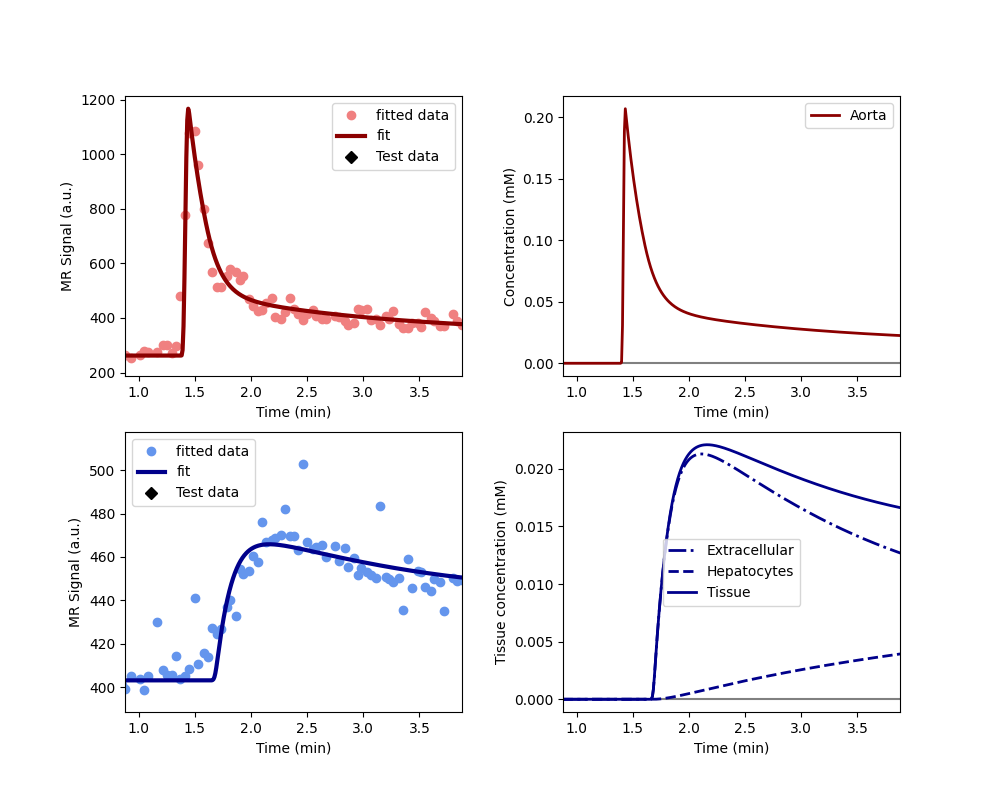 1200
1000
800
600
400
200
MR Signal (a.u.)
fitted data
fit
Test data
1.0 1.5 2.0 2.5 3.0 3.5
Time (min)
0.20
0.15
0.10
0.05
0.00
Concentration (mM)
Aorta
1.0 1.5 2.0 2.5 3.0 3.5
Time (min)
500
480
460
440
420
400
MR Signal (a.u.)
fitted data
fit
Test data
1.0 1.5 2.0 2.5 3.0 3.5
Time (min)
0.020
0.015
0.010
0.005
0.000
Tissue concentration (mM)
Extracellular
Hepatocytes
Tissue
1.0 1.5 2.0 2.5 3.0 3.5
Time (min)